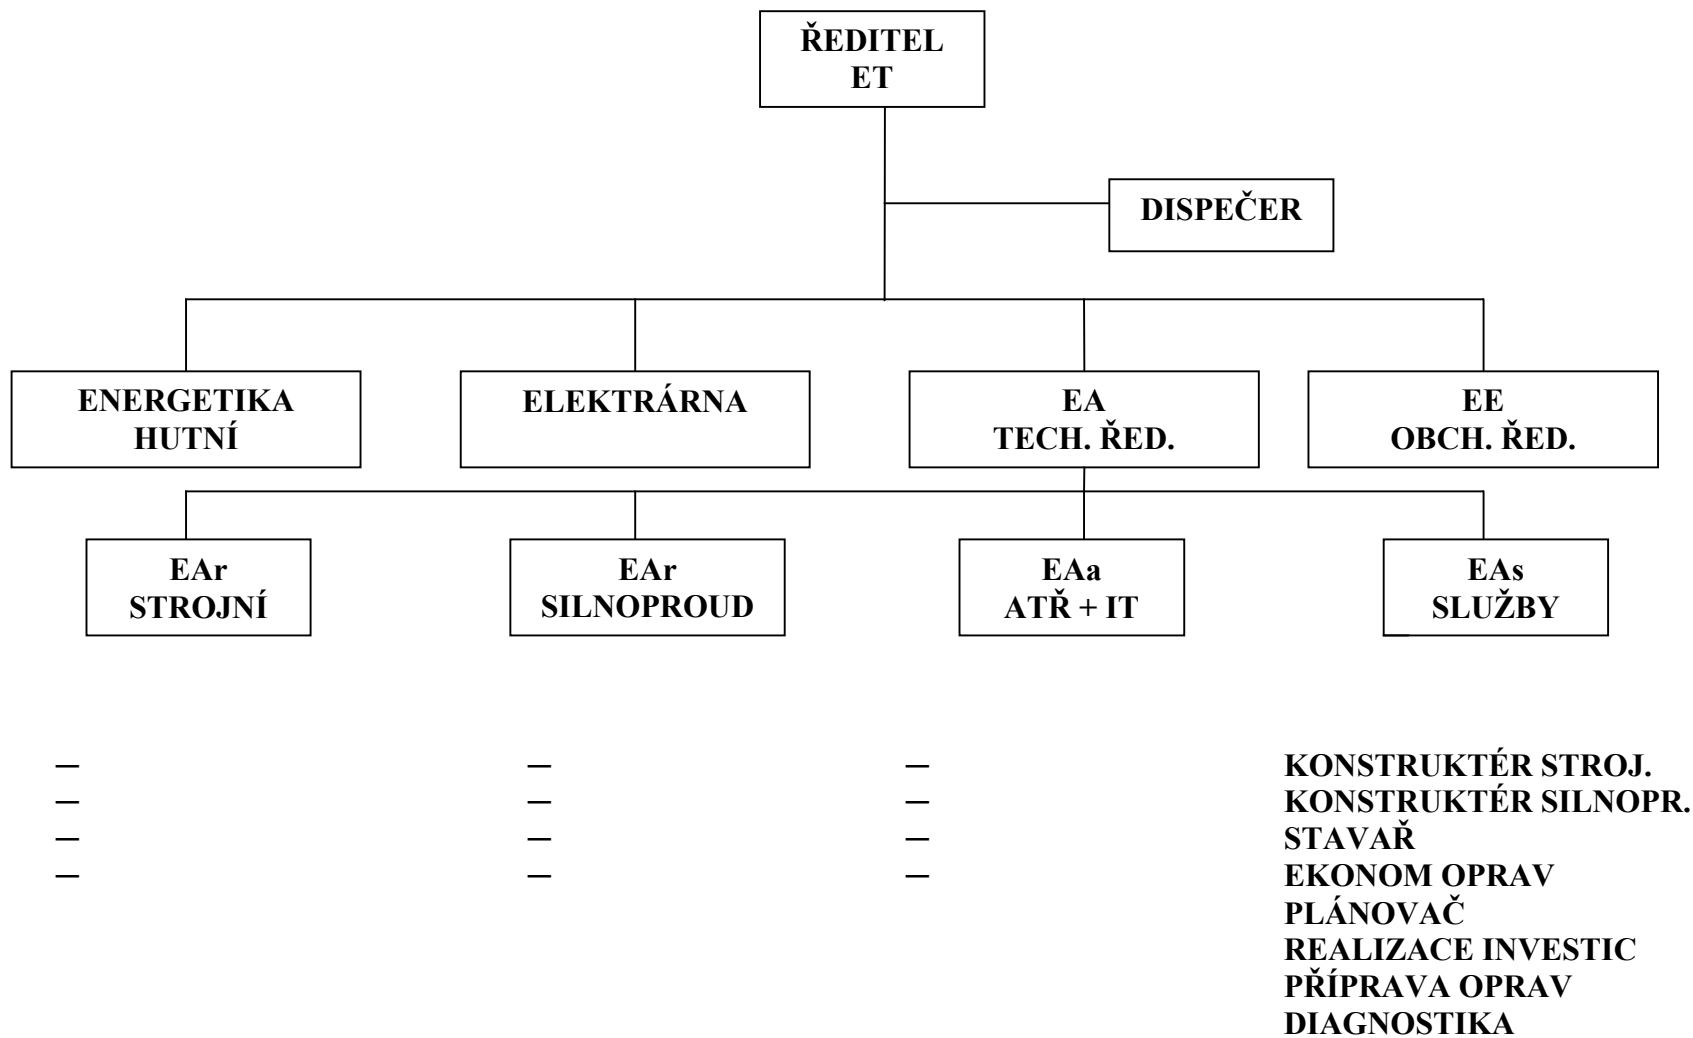 ŘEDITEL
ET
DISPEČER
ENERGETIKA
HUTNÍ
ELEKTRÁRNA
EA
TECH. ŘED.
EE
OBCH. ŘED.
EAr
STROJNÍ
EAr
SILNOPROUD
EAa
ATŘ + IT
EAs
SLUŽBY
— — — KONSTRUKTÉR STROJ.
— — — KONSTRUKTÉR SILNOPR.
— — — STAVAŘ
— — — EKONOM OPRAV
PLÁNOVAČ
REALIZACE INVESTIC
PŘÍPRAVA OPRAV
DIAGNOSTIKA